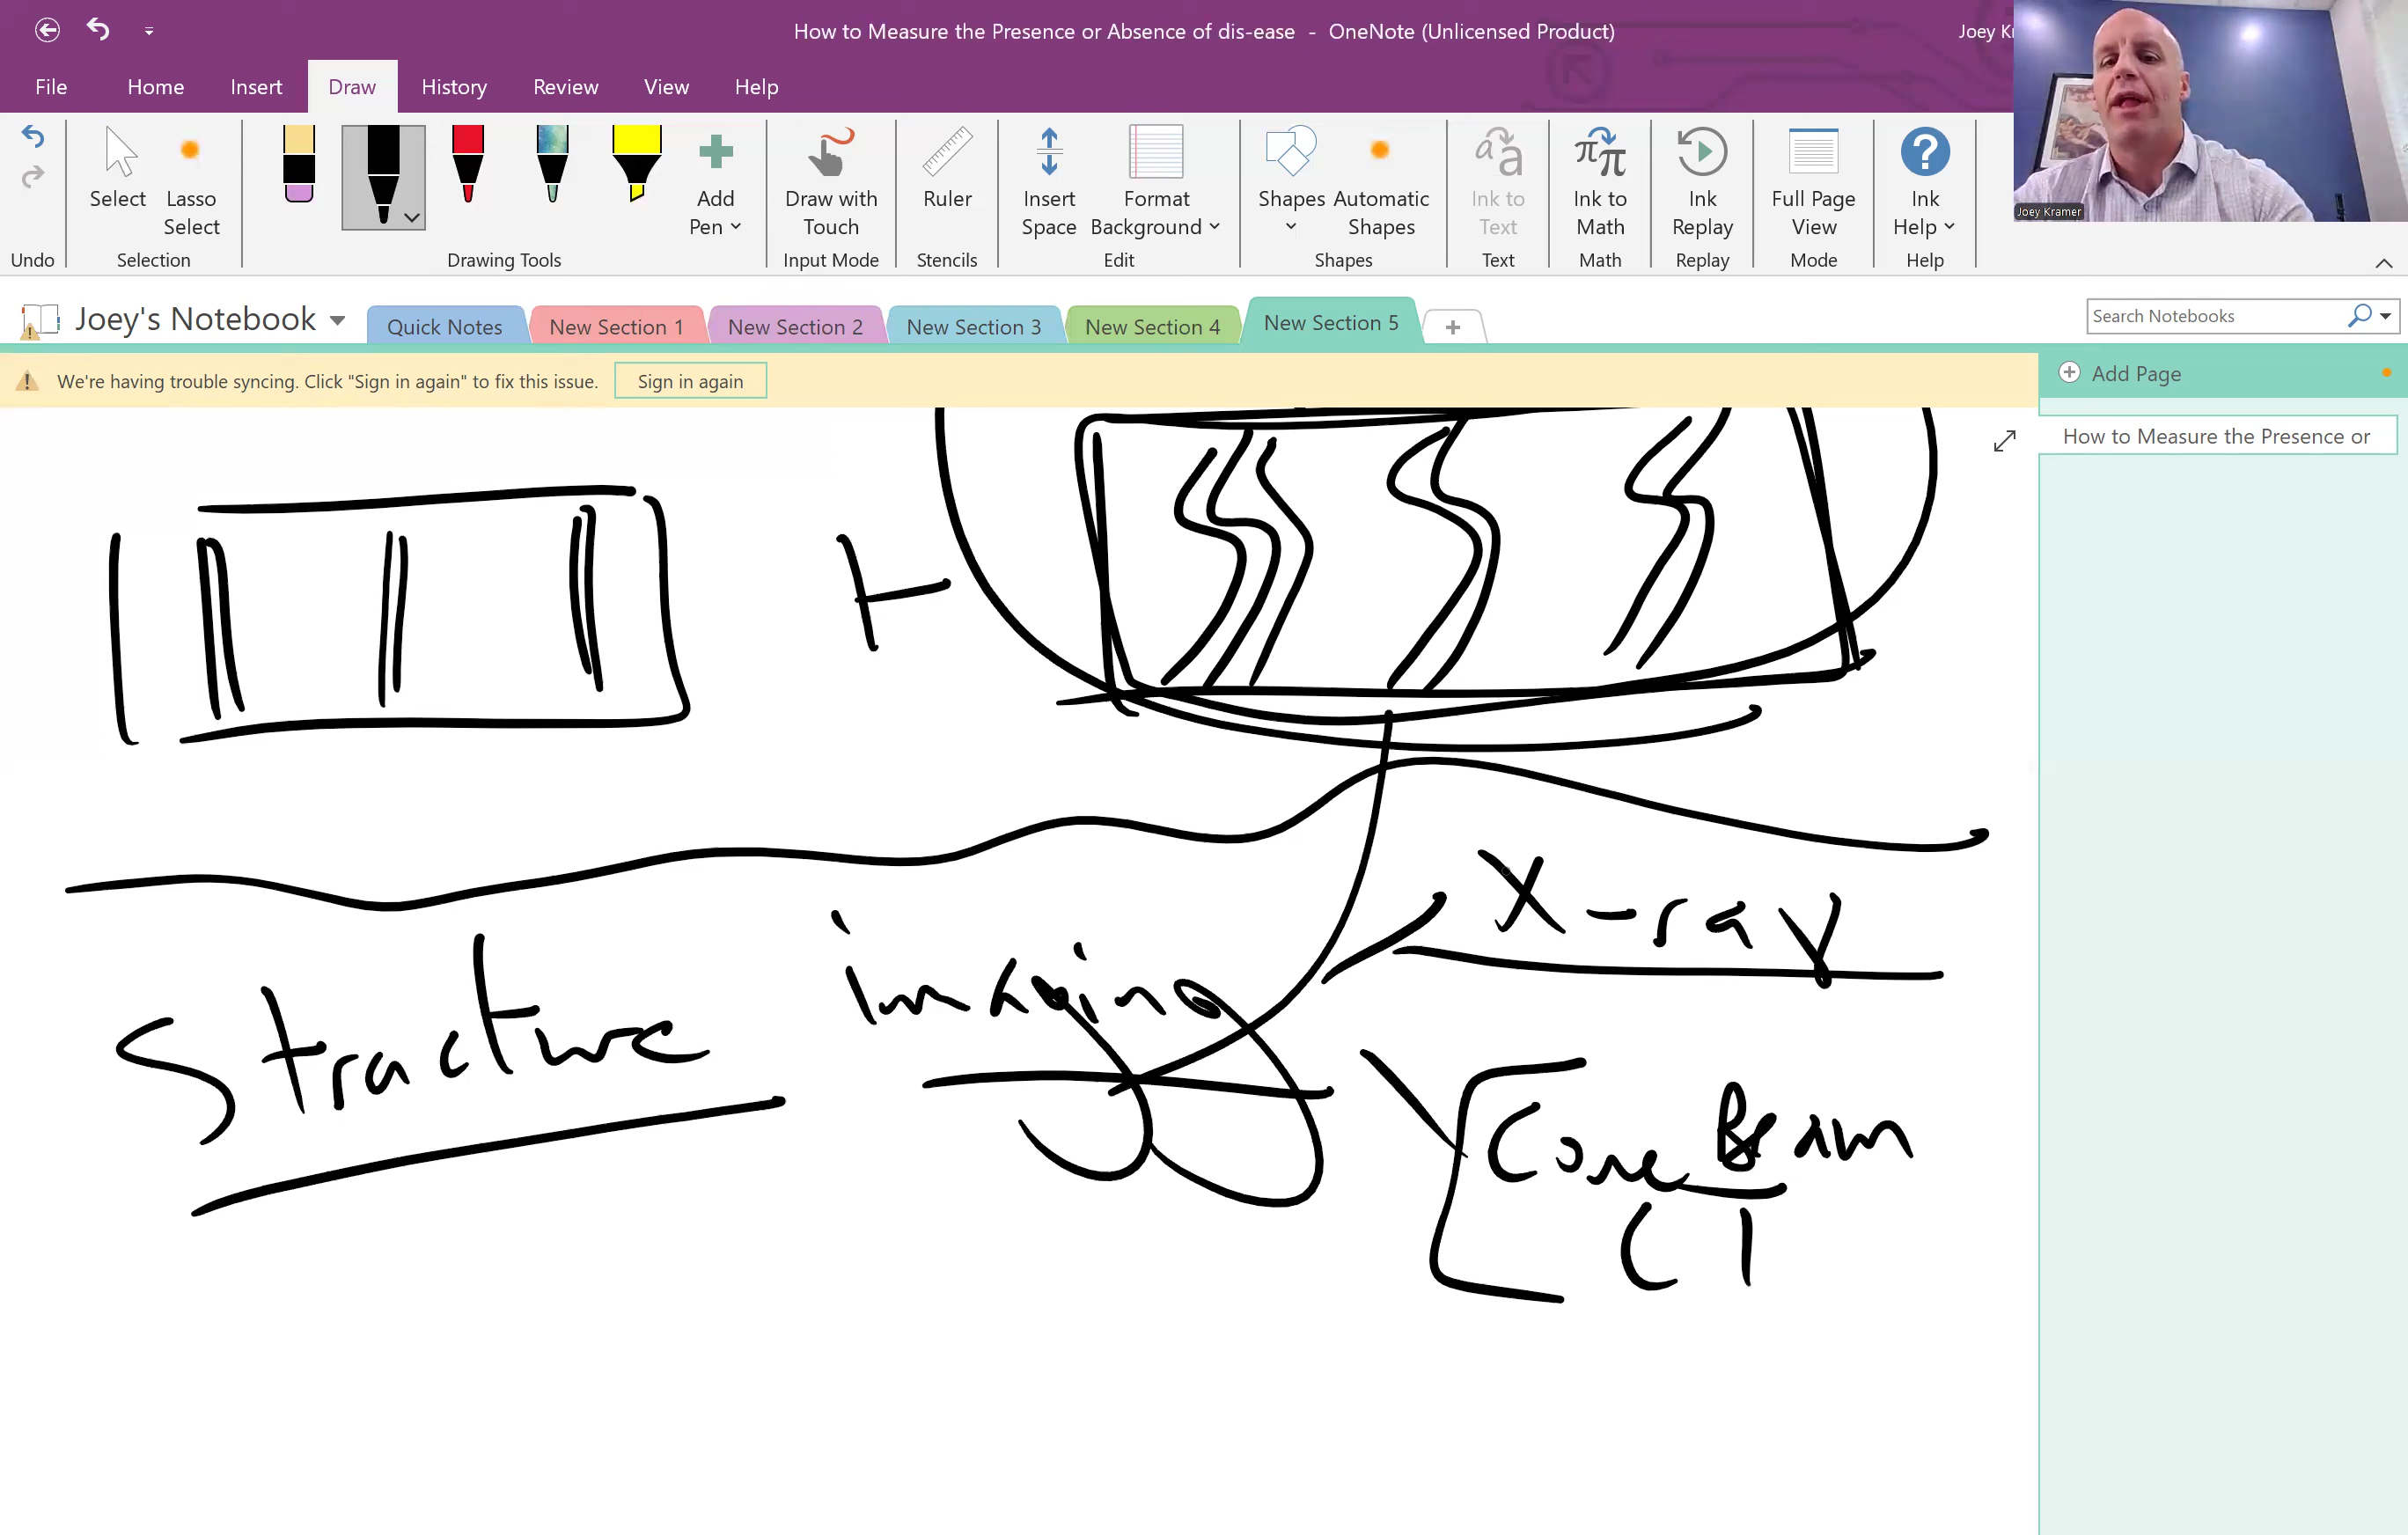 How to Measure the Presence or Absence of dis-ease - OneNote (Unlicensed Product)
Joey Kr
File Home Insert Draw History Review View Help
Joey Kramer
Select
Lasso Select
Add Pen
Draw with Touch
Ruler
Insert Space
Format Background
Shapes
Automatic Shapes
Ink to Text
Ink to Math
Ink Replay
Full Page View
Ink Help
Undo Selection Drawing Tools Input Mode Stencils Edit Shapes Text Math Replay Mode Help
Joey's Notebook Quick Notes New Section 1 New Section 2 New Section 3 New Section 4 New Section 5 Search Notebooks
We're having trouble syncing. Click "Sign in again" to fix this issue. Sign in again
Add Page
How to Measure the Presence or
X-ray
Structure imaging
Cone Beam
CT